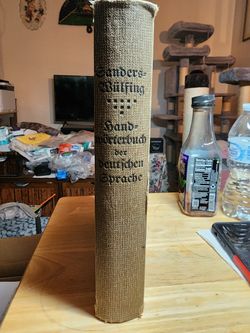 Sanders-
Wülfing
Hand-
wörterbuch
der
deutschen
Sprache